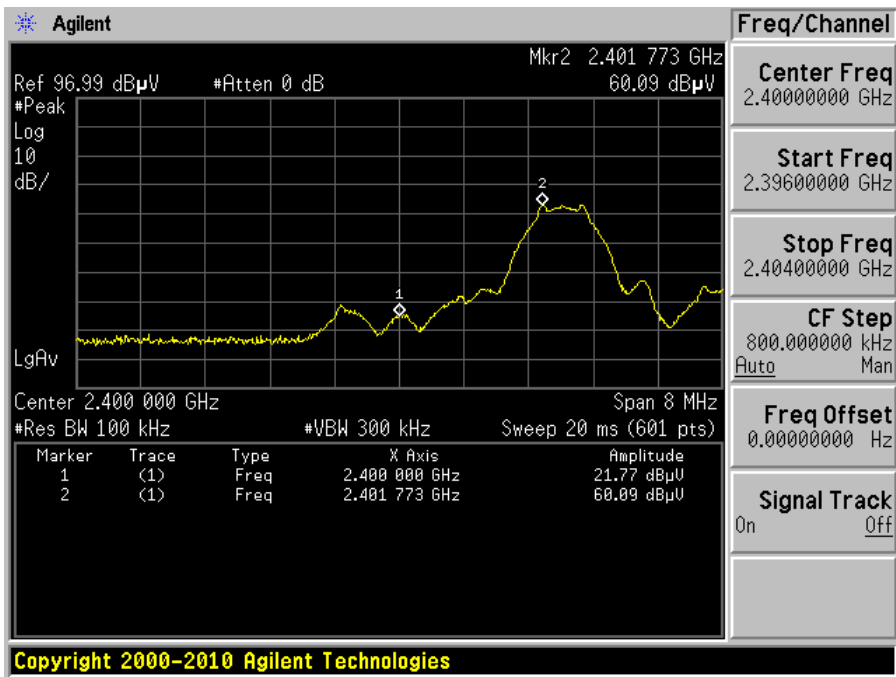 Agilent
Freq/Channel
Mkr2 2.401 773 GHz
Ref 96.99 dBµV #Atten 0 dB 60.09 dBµV
#Peak
Log
10
dB/
2
1
LgAv
Center 2.400 000 GHz Span 8 MHz
#Res BW 100 kHz #VBW 300 kHz Sweep 20 ms (601 pts)
Marker Trace Type X Axis Amplitude
1 (1) Freq 2.400 000 GHz 21.77 dBµV
2 (1) Freq 2.401 773 GHz 60.09 dBµV
Center Freq
2.40000000 GHz
Start Freq
2.39600000 GHz
Stop Freq
2.40400000 GHz
CF Step
800.000000 kHz
Auto Man
Freq Offset
0.00000000 Hz
Signal Track
On Off
Copyright 2000-2010 Agilent Technologies